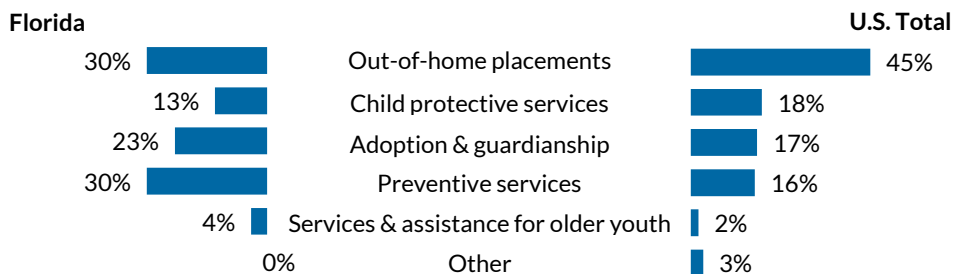 Florida U.S. Total
30% Out-of-home placements 45%
13% Child protective services 18%
23% Adoption & guardianship 17%
30% Preventive services 16%
4% Services & assistance for older youth 2%
0% Other 3%